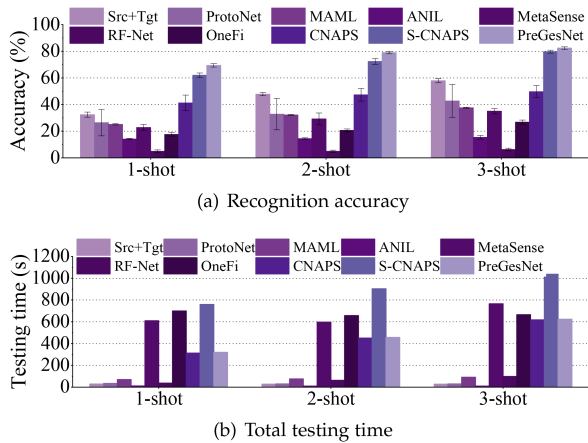 Src+Tgt ProtoNet MAML ANIL MetaSense
RF-Net OneFi CNAPS S-CNAPS PreGesNet
Accuracy (%)
100
80
60
40
20
0
1-shot 2-shot 3-shot
(a) Recognition accuracy
Src+Tgt ProtoNet MAML ANIL MetaSense
RF-Net OneFi CNAPS S-CNAPS PreGesNet
Testing time (s)
1200
1000
800
600
400
200
0
1-shot 2-shot 3-shot
(b) Total testing time